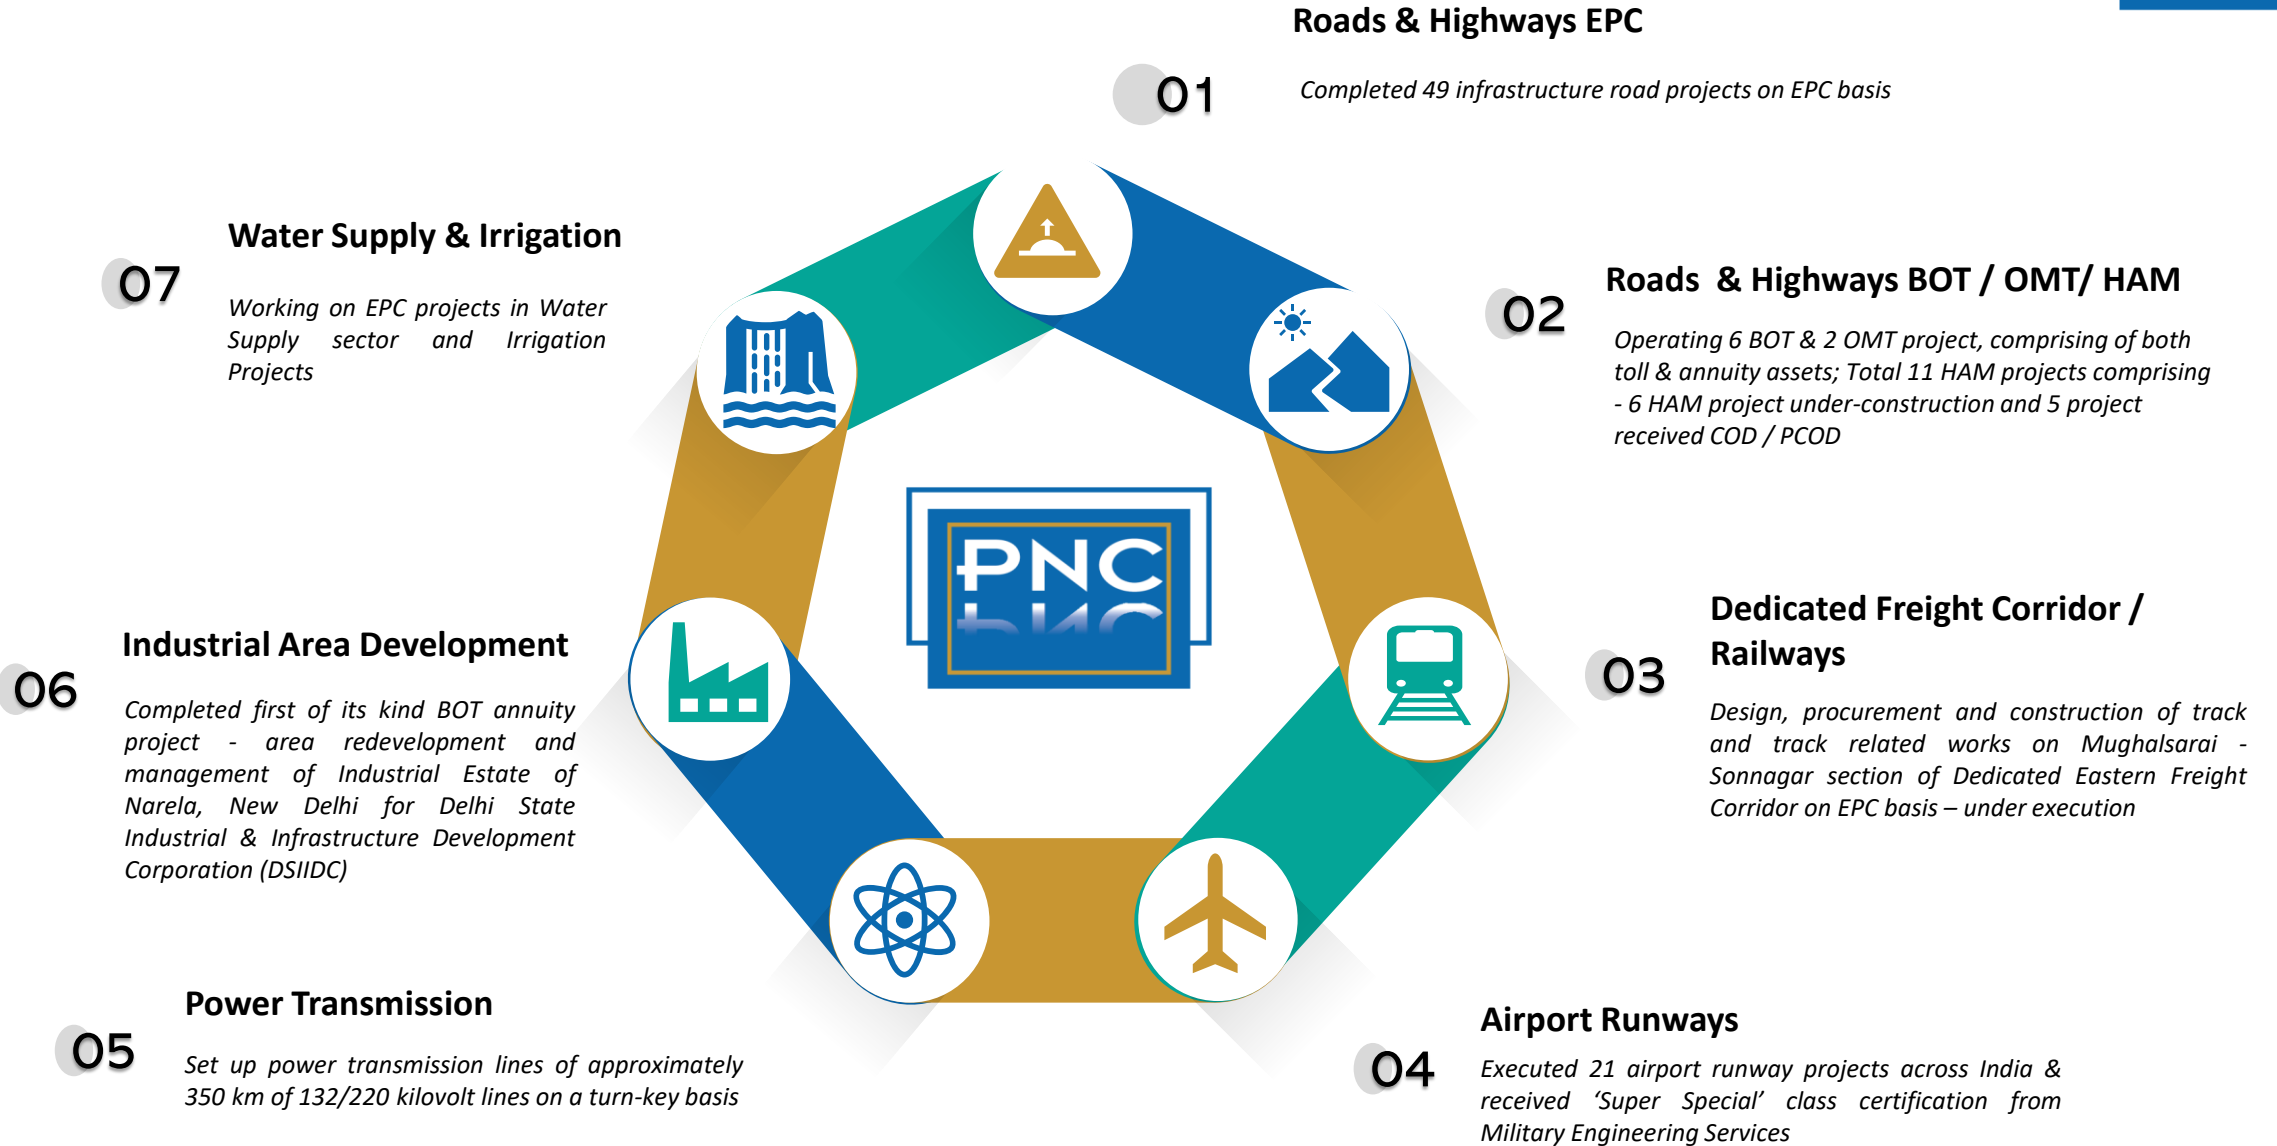 Roads & Highways EPC
01
Completed 49 infrastructure road projects on EPC basis
Roads & Highways BOT / OMT/ HAM
02
Operating 6 BOT & 2 OMT project, comprising of both
toll & annuity assets; Total 11 HAM projects comprising
- 6 HAM project under-construction and 5 project
received COD / PCOD
Dedicated Freight Corridor /
Railways
03
Design, procurement and construction of track
and track related works on Mughalsarai -
Sonnagar section of Dedicated Eastern Freight
Corridor on EPC basis – under execution
Airport Runways
04
Executed 21 airport runway projects across India &
received ‘Super Special’ class certification from
Military Engineering Services
Power Transmission
05
Set up power transmission lines of approximately
350 km of 132/220 kilovolt lines on a turn-key basis
Industrial Area Development
06
Completed first of its kind BOT annuity
project - area redevelopment and
management of Industrial Estate of
Narela, New Delhi for Delhi State
Industrial & Infrastructure Development
Corporation (DSIIDC)
Water Supply & Irrigation
07
Working on EPC projects in Water
Supply sector and Irrigation
Projects
PNC